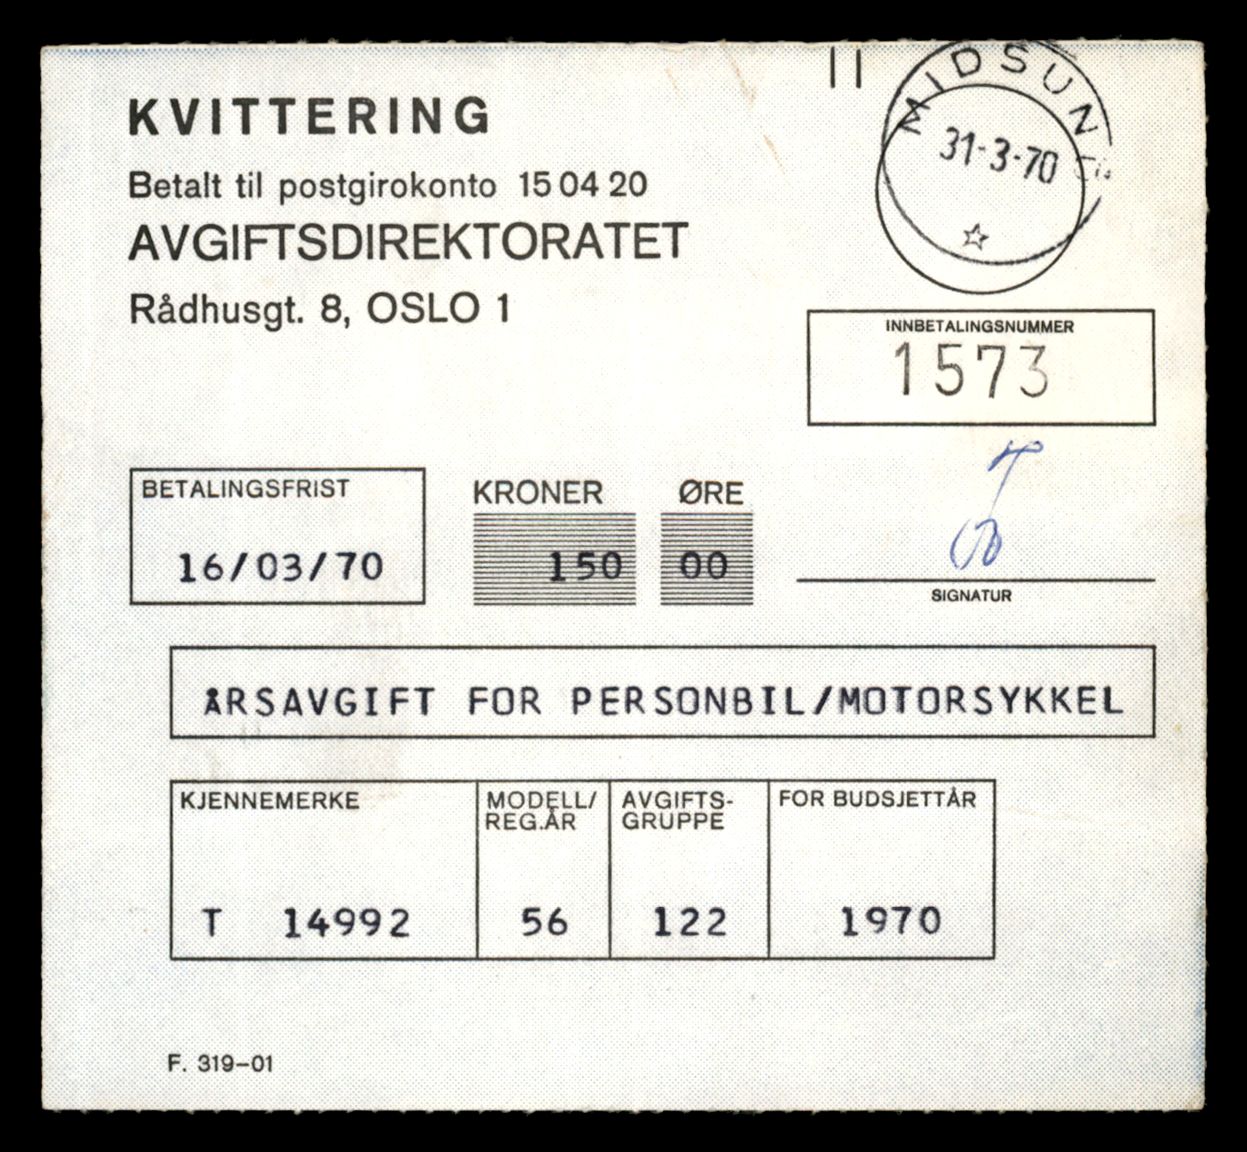 KVITTERING
Betalt til postgirokonto 15 04 20
AVGIFTSDIREKTORATET
Rådhusgt. 8, OSLO 1
31-3-70
INNBETALINGSNUMMER
1573
BETALINGSFRIST
16/03/70
KRONER ØRE
150 00
SIGNATUR
ÅRSAVGIFT FOR PERSONBIL/MOTORSYKKEL
KJENNEMERKE
T 14992
MODELL/
REG.ÅR
56
AVGIFTS-
GRUPPE
122
FOR BUDSJETTÅR
1970
F. 319-01